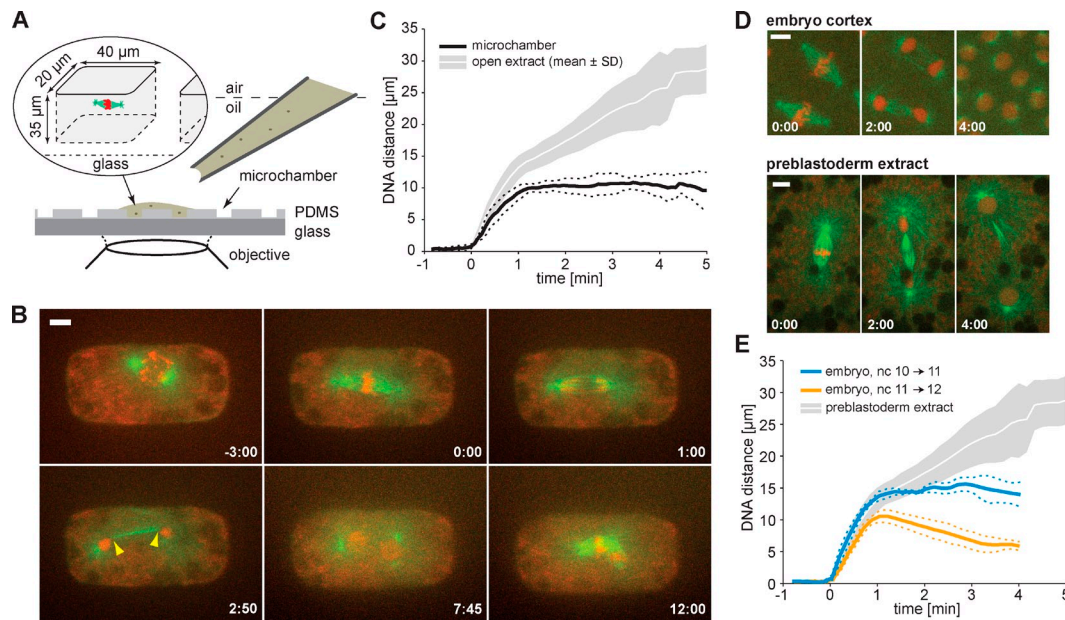 A
40 µm
20 µm
35 µm
air
oil
glass
microchamber
PDMS
glass
objective
B
-3:00
0:00
1:00
2:50
7:45
12:00
C
35
30
25
20
15
10
5
0
DNA distance [µm]
microchamber
open extract (mean ± SD)
-1 0 1 2 3 4 5
time [min]
D
embryo cortex
0:00
2:00
4:00
preblastoderm extract
0:00
2:00
4:00
E
35
30
25
20
15
10
5
0
DNA distance [µm]
embryo, nc 10 → 11
embryo, nc 11 → 12
preblastoderm extract
-1 0 1 2 3 4 5
time [min]